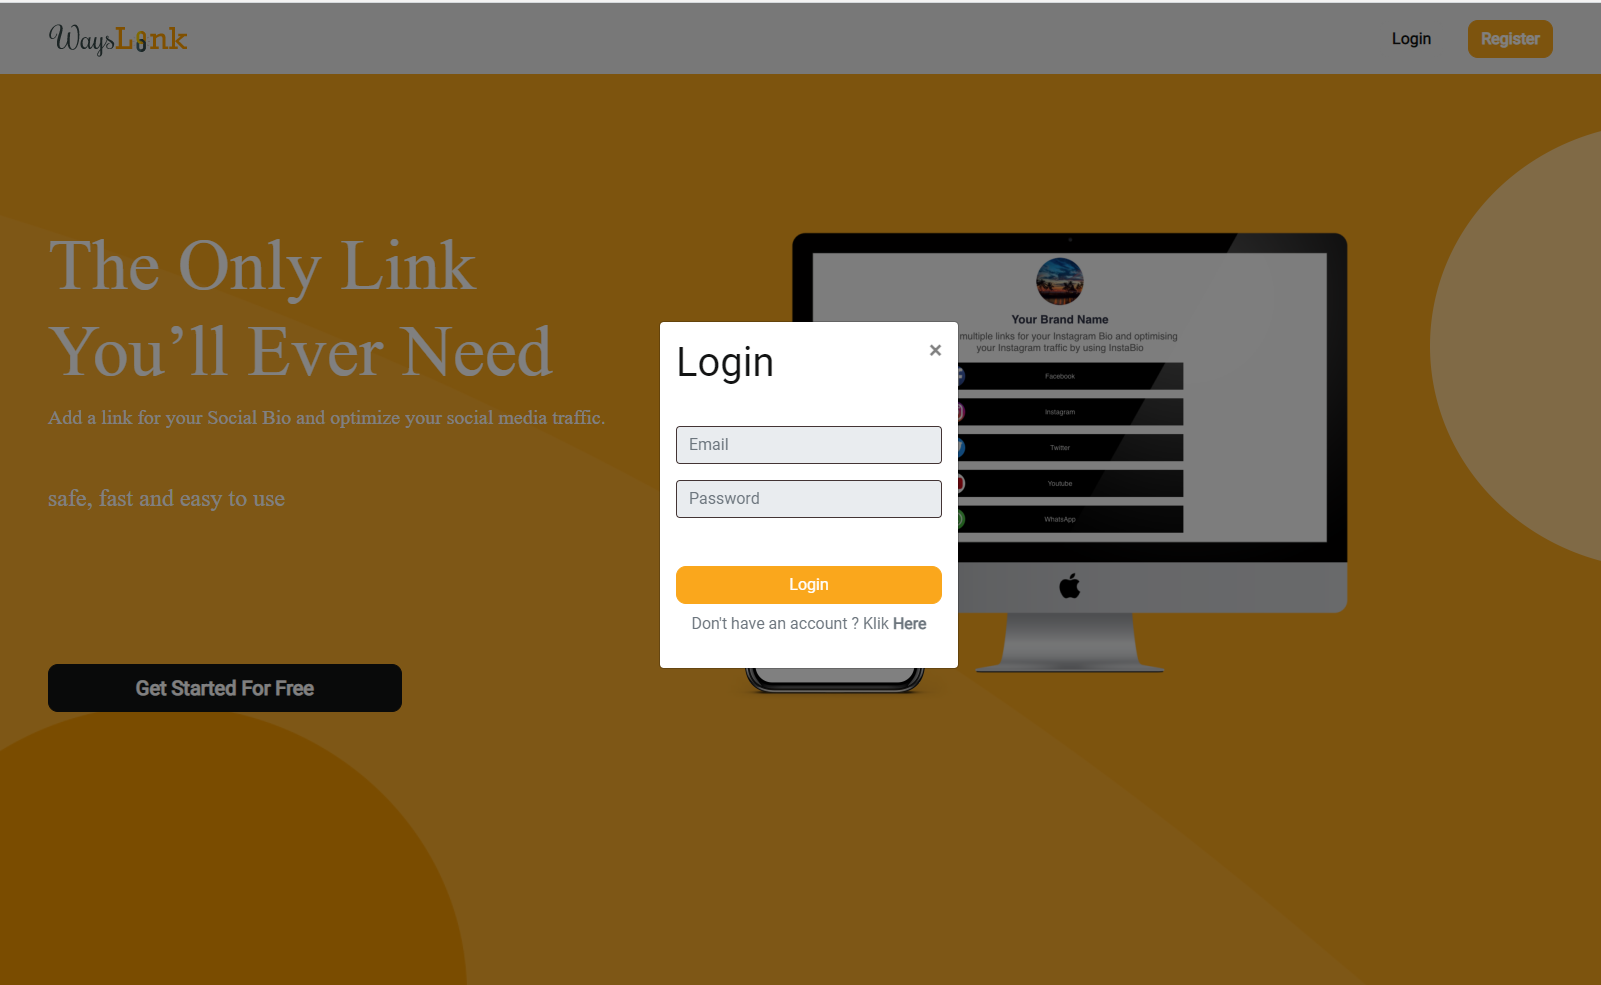 WaysLink
Login
Register
The Only Link
You’ll Ever Need
Add a link for your Social Bio and optimize your social media traffic.
safe, fast and easy to use
Get Started For Free
Login
×
Email
Password
Login
Don't have an account ? Klik Here
Your Brand Name
multiple links for your Instagram Bio and optimising
your Instagram traffic by using InstaBio
Facebook
Instagram
Twitter
Youtube
WhatsApp